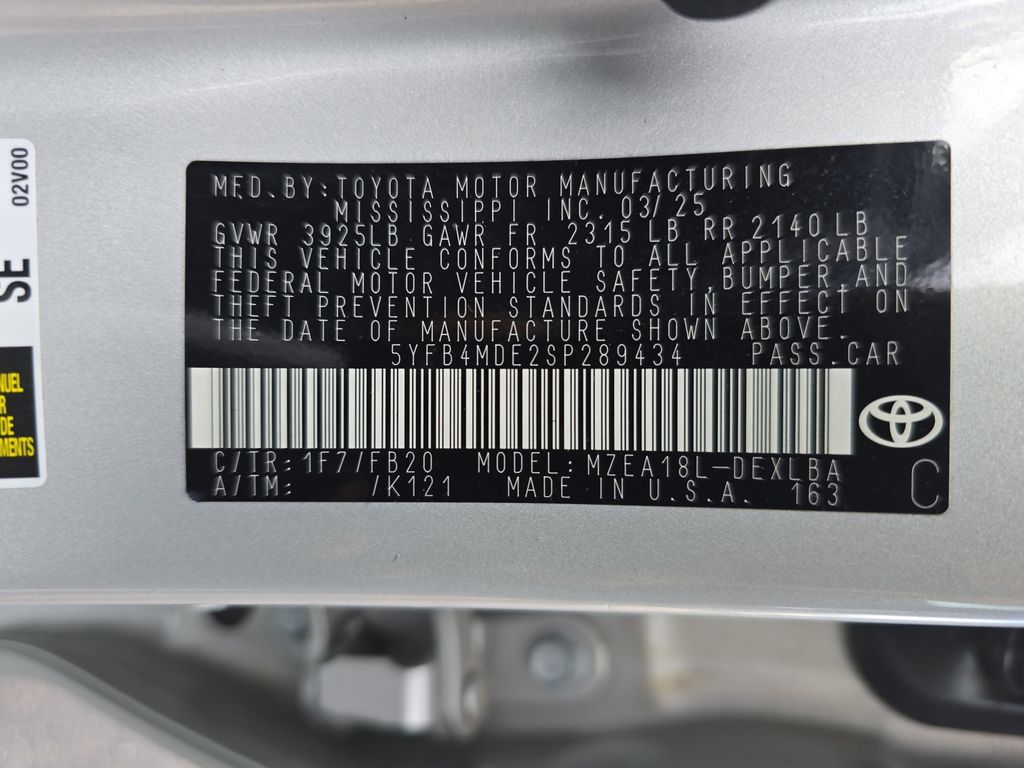 02V00
SE
NUEL
R
DE
MENTS
MFD. BY: TOYOTA MOTOR MANUFACTURING
MISSISSIPPI INC. 03/25
GVWR 3925LB GAWR FR 2315 LB RR 2140 LB
THIS VEHICLE CONFORMS TO ALL APPLICABLE
FEDERAL MOTOR VEHICLE SAFETY, BUMPER, AND
THEFT PREVENTION STANDARDS IN EFFECT ON
THE DATE OF MANUFACTURE SHOWN ABOVE.
5YFB4MDE2SP289434 PASS. CAR
C/TR: 1F7/FB20 MODEL: MZEA18L-DEXLBA
A/TM: /K121 MADE IN U.S.A. 163
C